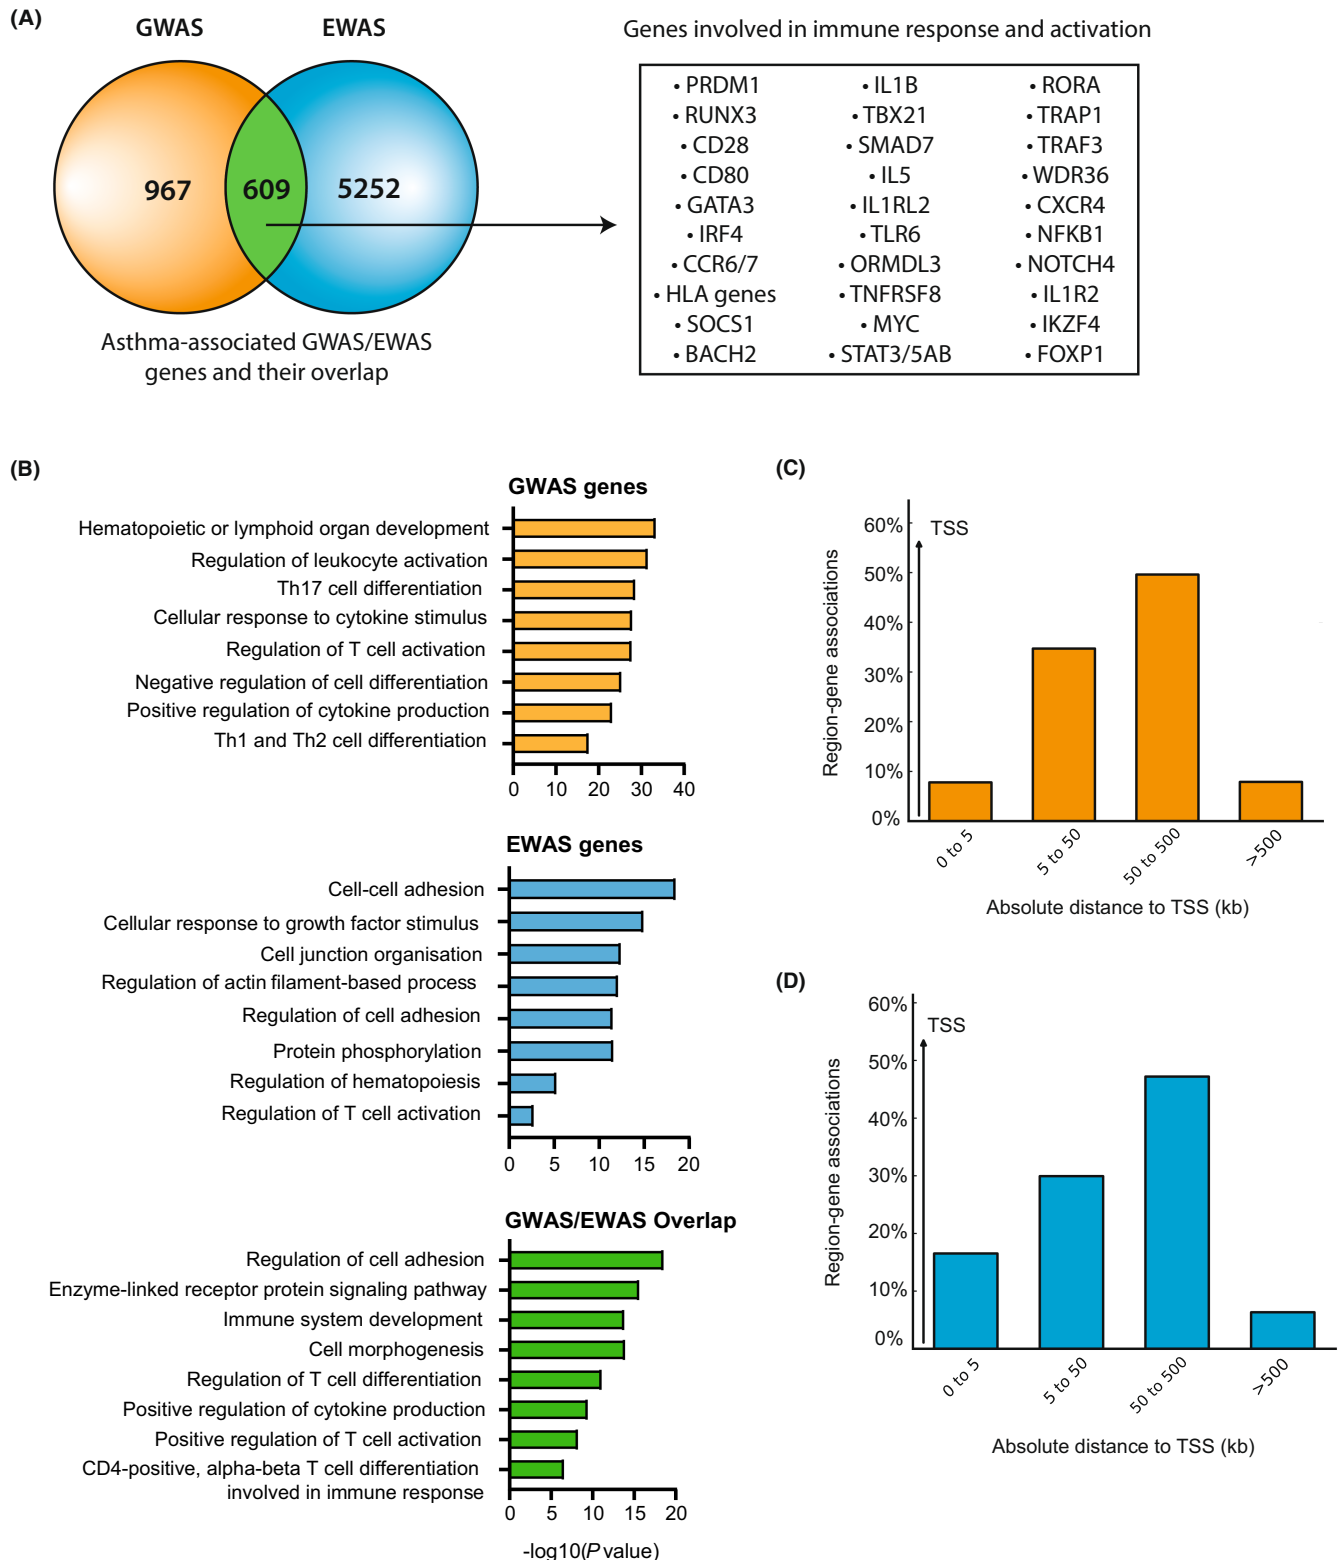 (A)
GWAS
EWAS
967
609
5252
Asthma-associated GWAS/EWAS
genes and their overlap
Genes involved in immune response and activation
• PRDM1
• RUNX3
• CD28
• CD80
• GATA3
• IRF4
• CCR6/7
• HLA genes
• SOCS1
• BACH2
• IL1B
• TBX21
• SMAD7
• IL5
• IL1RL2
• TLR6
• ORMDL3
• TNFRSF8
• MYC
• STAT3/5AB
• RORA
• TRAP1
• TRAF3
• WDR36
• CXCR4
• NFKB1
• NOTCH4
• IL1R2
• IKZF4
• FOXP1
(B)
GWAS genes
Hematopoietic or lymphoid organ development
Regulation of leukocyte activation
Th17 cell differentiation
Cellular response to cytokine stimulus
Regulation of T cell activation
Negative regulation of cell differentiation
Positive regulation of cytokine production
Th1 and Th2 cell differentiation
0 10 20 30 40
EWAS genes
Cell-cell adhesion
Cellular response to growth factor stimulus
Cell junction organisation
Regulation of actin filament-based process
Regulation of cell adhesion
Protein phosphorylation
Regulation of hematopoiesis
Regulation of T cell activation
0 5 10 15 20
GWAS/EWAS Overlap
Regulation of cell adhesion
Enzyme-linked receptor protein signaling pathway
Immune system development
Cell morphogenesis
Regulation of T cell differentiation
Positive regulation of cytokine production
Positive regulation of T cell activation
CD4-positive, alpha-beta T cell differentiation
involved in immune response
0 5 10 15 20
-log10(P value)
(C)
Region-gene associations
60%
50%
40%
30%
20%
10%
0%
TSS
0 to 5
5 to 50
50 to 500
>500
Absolute distance to TSS (kb)
(D)
Region-gene associations
60%
50%
40%
30%
20%
10%
0%
TSS
0 to 5
5 to 50
50 to 500
>500
Absolute distance to TSS (kb)